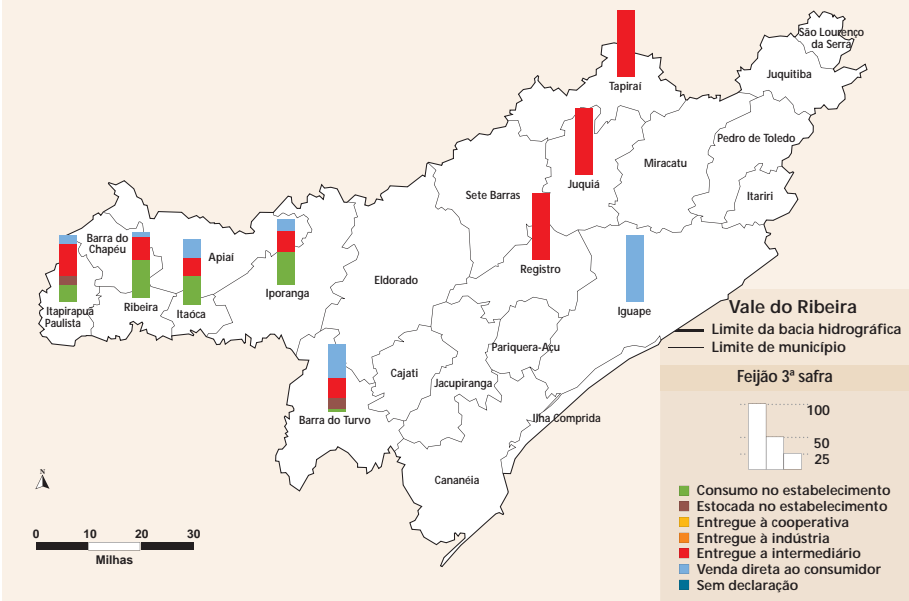 São Lourenço
da Serra
Juquitiba
Tapiraí
Pedro de Toledo
Miracatu
Juquiá
Sete Barras
Itariri
Barra do
Chapéu
Apiaí
Registro
Eldorado
Iporanga
Iguape
Ribeira
Itaóca
Itapirapuã
Paulista
Pariquera-Açu
Cajati
Jacupiranga
Barra do Turvo
Ilha Comprida
Cananéia
N
0 10 20 30
Milhas
Vale do Ribeira
Limite da bacia hidrográfica
Limite de município
Feijão 3ª safra
100
50
25
Consumo no estabelecimento
Estocada no estabelecimento
Entregue à cooperativa
Entregue à indústria
Entregue a intermediário
Venda direta ao consumidor
Sem declaração